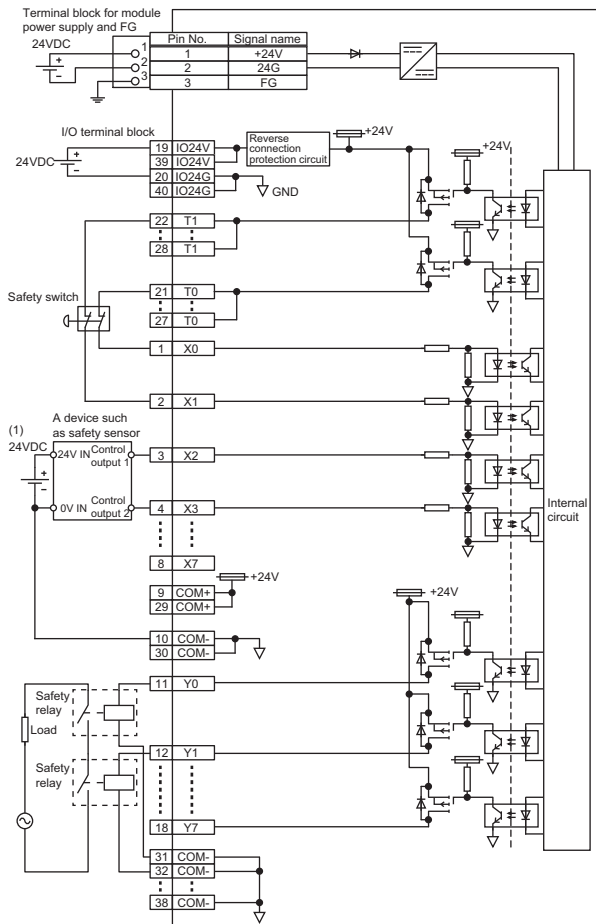 Terminal block for module
power supply and FG
24VDC
+
−
1
2
3
Pin No. Signal name
1 +24V
2 24G
3 FG
I/O terminal block
24VDC
+
−
19 IO24V
39 IO24V
20 IO24G
40 IO24G
Reverse
connection
protection circuit
+24V
GND
+24V
22 T1
28 T1
21 T0
27 T0
Safety switch
1 X0
2 X1
(1)
24VDC
+
−
A device such
as safety sensor
24V IN Control
output 1
0V IN Control
output 2
3 X2
4 X3
8 X7
Internal
circuit
+24V
9 COM+
29 COM+
10 COM-
30 COM-
+24V
+24V
11 Y0
Safety
relay
Load
12 Y1
Safety
relay
18 Y7
31 COM-
32 COM-
38 COM-